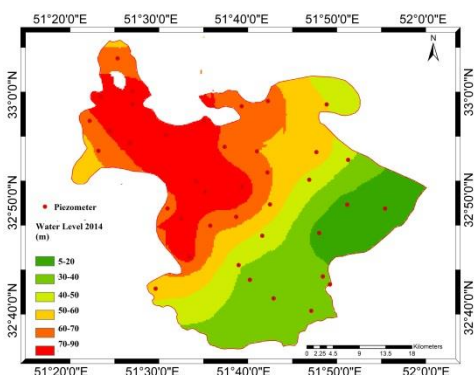 51°20'0"E 51°30'0"E 51°40'0"E 51°50'0"E 52°0'0"E
N
33°0'0"N 33°0'0"N
32°50'0"N 32°50'0"N
32°40'0"N 32°40'0"N
Piezometer
Water Level 2014
(m)
5-20
30-40
40-50
50-60
60-70
70-90
Kilometers
0 2.25 4.5 9 13.5 18
51°20'0"E 51°30'0"E 51°40'0"E 51°50'0"E 52°0'0"E